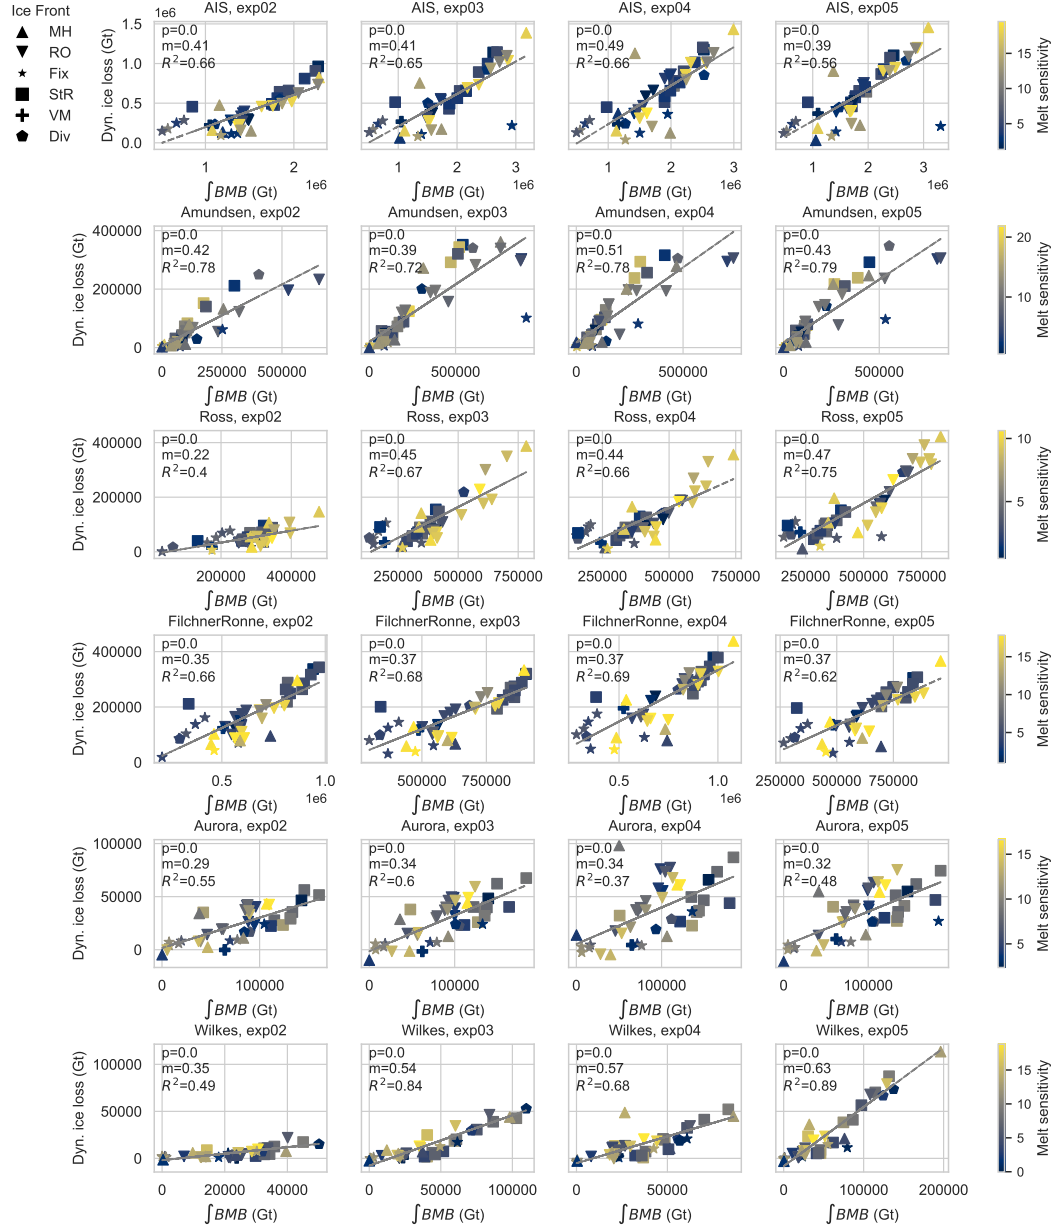 Ice Front
MH
RO
Fix
StR
VM
Div
AIS, exp02
AIS, exp03
AIS, exp04
AIS, exp05
1e6
Dyn. ice loss (Gt)
1.5
1.0
0.5
0.0
p=0.0
m=0.41
R²=0.66
p=0.0
m=0.41
R²=0.65
p=0.0
m=0.49
R²=0.66
p=0.0
m=0.39
R²=0.56
15
10
5
Melt sensitivity
1 2
1 2 3
1 2 3
1 2 3
1e6
1e6
1e6
1e6
∫BMB (Gt)
∫BMB (Gt)
∫BMB (Gt)
∫BMB (Gt)
Amundsen, exp02
Amundsen, exp03
Amundsen, exp04
Amundsen, exp05
Dyn. ice loss (Gt)
400000
200000
0
p=0.0
m=0.42
R²=0.78
p=0.0
m=0.39
R²=0.72
p=0.0
m=0.51
R²=0.78
p=0.0
m=0.43
R²=0.79
20
10
Melt sensitivity
0 250000 500000
0 500000
0 500000
0 500000
∫BMB (Gt)
∫BMB (Gt)
∫BMB (Gt)
∫BMB (Gt)
Ross, exp02
Ross, exp03
Ross, exp04
Ross, exp05
Dyn. ice loss (Gt)
400000
200000
0
p=0.0
m=0.22
R²=0.4
p=0.0
m=0.45
R²=0.67
p=0.0
m=0.44
R²=0.66
p=0.0
m=0.47
R²=0.75
10
5
Melt sensitivity
200000 400000
250000 500000 750000
250000 500000 750000
250000 500000 750000
∫BMB (Gt)
∫BMB (Gt)
∫BMB (Gt)
∫BMB (Gt)
FilchnerRonne, exp02
FilchnerRonne, exp03
FilchnerRonne, exp04
FilchnerRonne, exp05
Dyn. ice loss (Gt)
400000
200000
0
p=0.0
m=0.35
R²=0.66
p=0.0
m=0.37
R²=0.68
p=0.0
m=0.37
R²=0.69
p=0.0
m=0.37
R²=0.62
15
10
5
Melt sensitivity
0.5 1.0
500000 750000
0.5 1.0
250000 500000 750000
1e6
1e6
∫BMB (Gt)
∫BMB (Gt)
∫BMB (Gt)
∫BMB (Gt)
Aurora, exp02
Aurora, exp03
Aurora, exp04
Aurora, exp05
Dyn. ice loss (Gt)
100000
50000
0
p=0.0
m=0.29
R²=0.55
p=0.0
m=0.34
R²=0.6
p=0.0
m=0.34
R²=0.37
p=0.0
m=0.32
R²=0.48
15
10
5
Melt sensitivity
0 100000
0 100000
0 100000
0 100000
∫BMB (Gt)
∫BMB (Gt)
∫BMB (Gt)
∫BMB (Gt)
Wilkes, exp02
Wilkes, exp03
Wilkes, exp04
Wilkes, exp05
Dyn. ice loss (Gt)
100000
50000
0
p=0.0
m=0.35
R²=0.49
p=0.0
m=0.54
R²=0.84
p=0.0
m=0.57
R²=0.68
p=0.0
m=0.63
R²=0.89
15
10
5
0
Melt sensitivity
0 20000 40000
0 50000 100000
0 50000
0 100000 200000
∫BMB (Gt)
∫BMB (Gt)
∫BMB (Gt)
∫BMB (Gt)